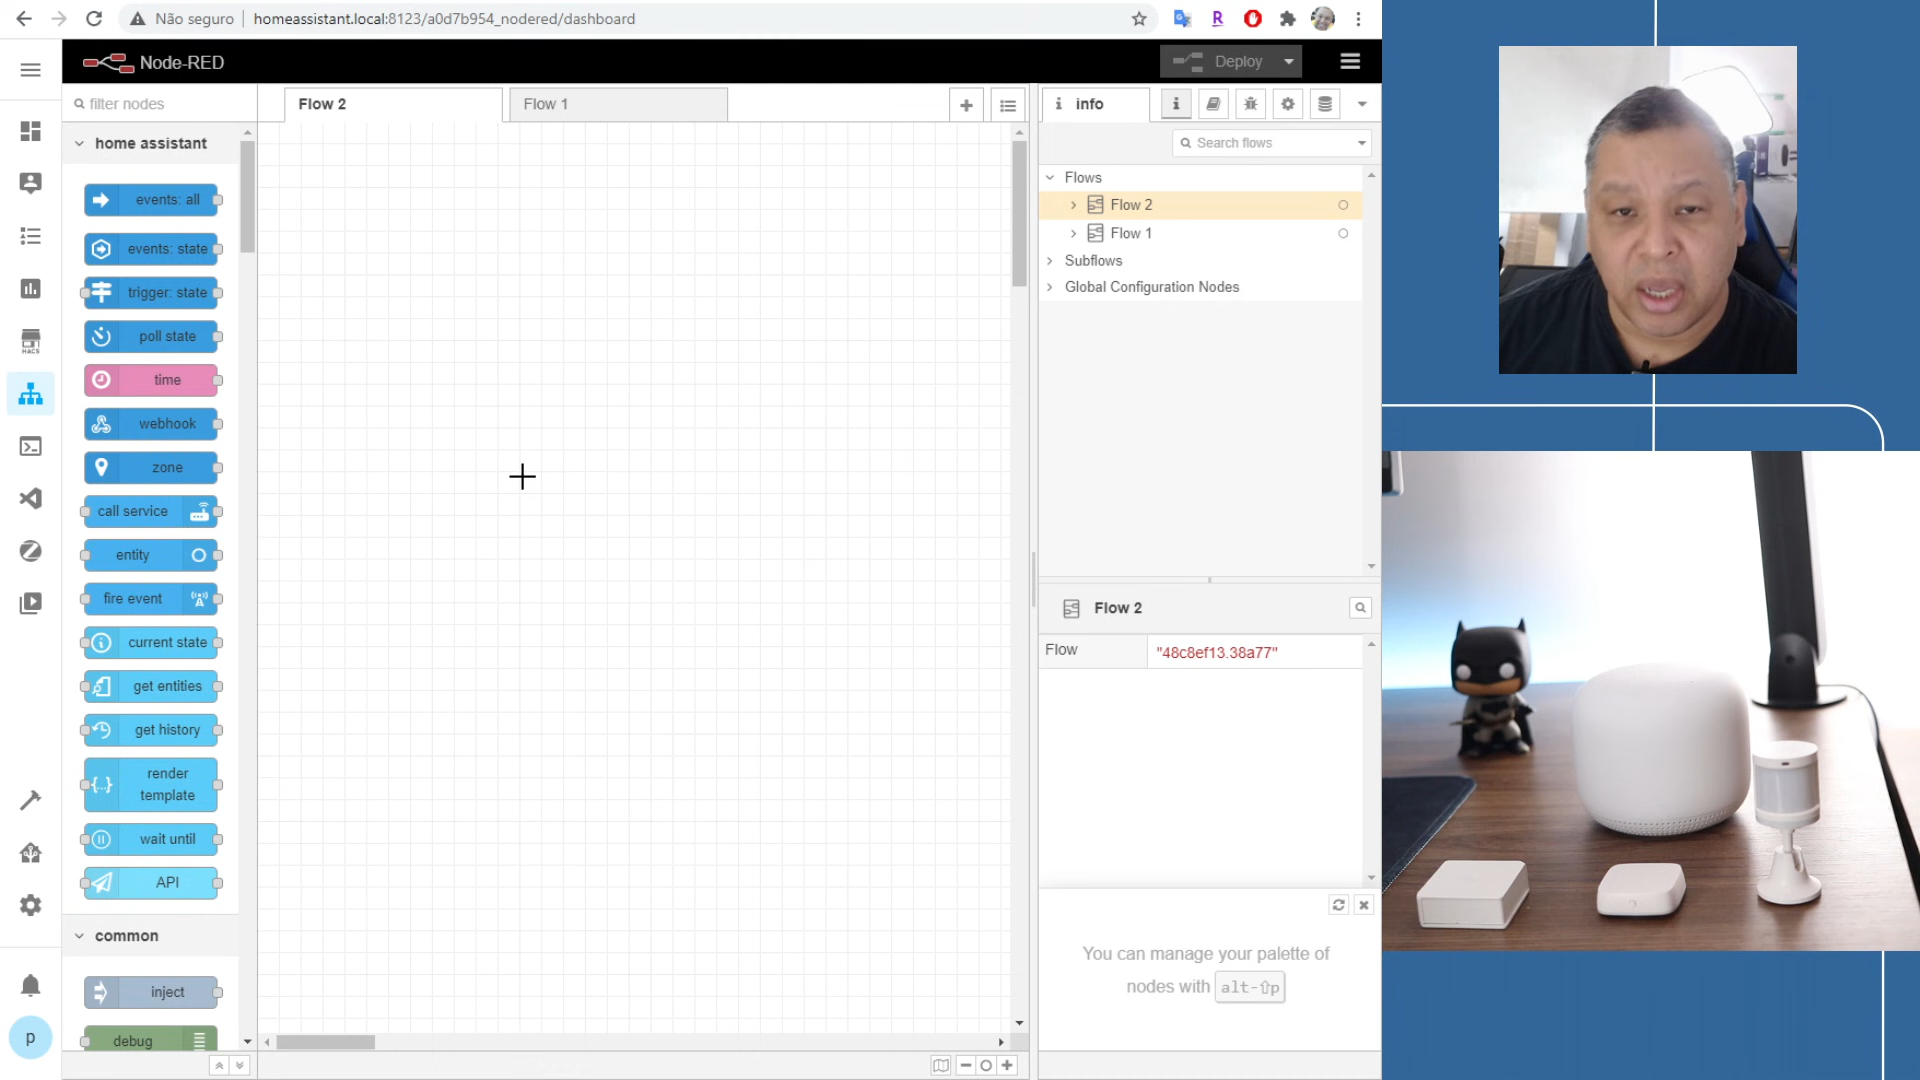 Não seguro
homeassistant.local:8123/a0d7b954_nodered/dashboard
R
Node-RED
Deploy
filter nodes
Flow 2
Flow 1
i info
i
Search flows
home assistant
events: all
events: state
trigger: state
poll state
time
webhook
zone
call service
entity
fire event
current state
get entities
get history
render
template
wait until
API
common
inject
debug
HACS
p
Flows
Flow 2
Flow 1
Subflows
Global Configuration Nodes
Flow 2
Flow
"48c8ef13.38a77"
You can manage your palette of
nodes with alt-⇧p